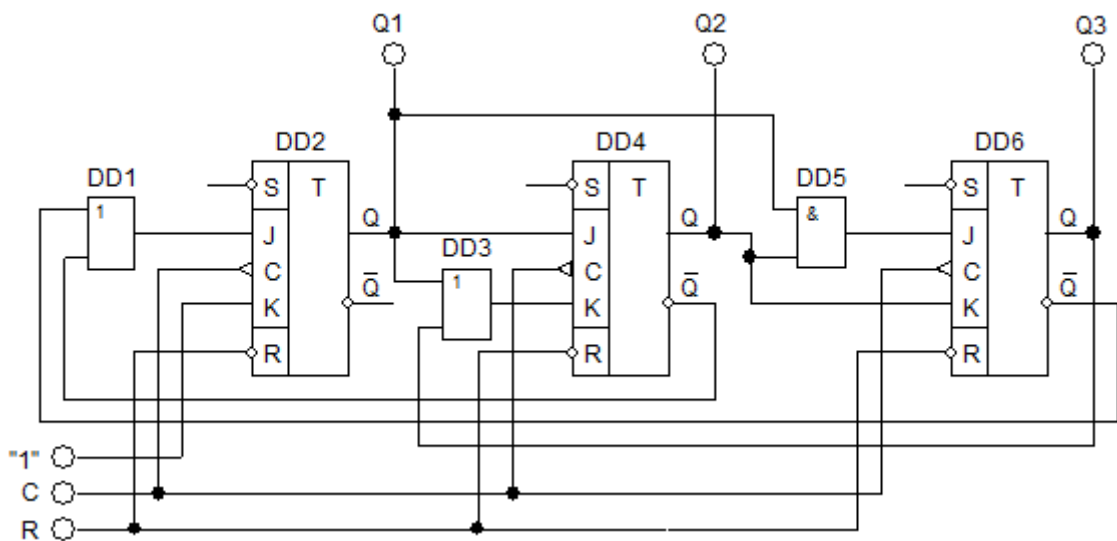 Q1 Q2 Q3
DD2 DD4 DD6
DD1 S T S T DD5 S T
1 & 
J Q DD3 J Q J Q
C 1 C C
K Q̅ K Q̅ K Q̅
R R R
"1"
C
R